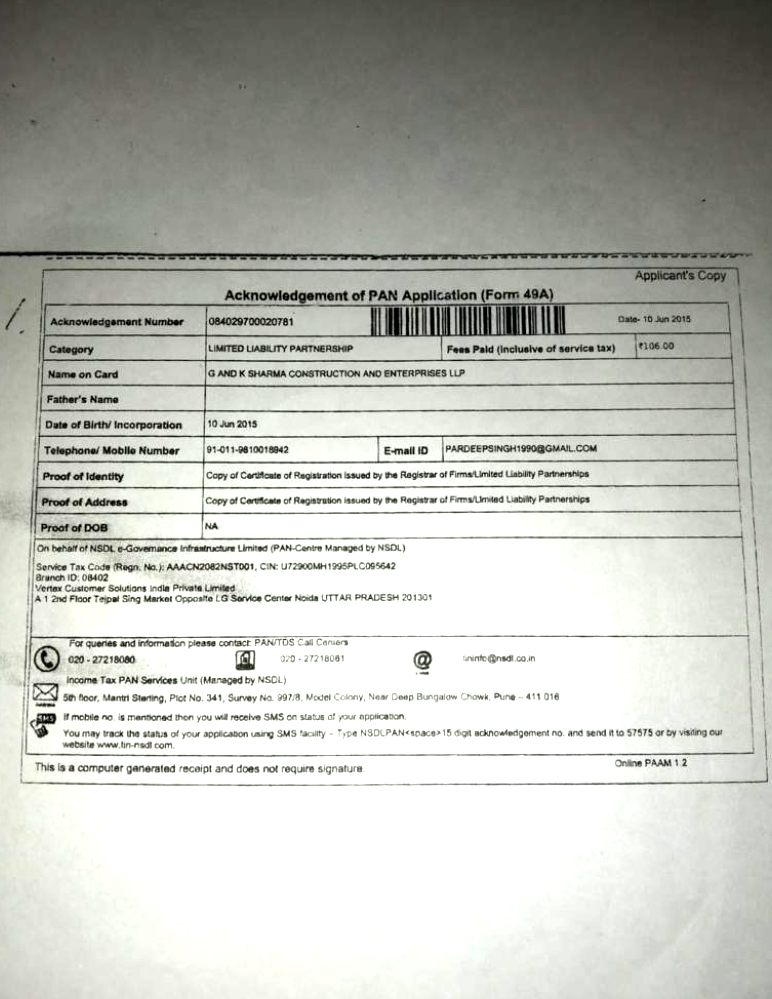 Applicant's Copy
Acknowledgement of PAN Application (Form 49A)
Acknowledgement Number 084029700020781 Date- 10 Jun 2015
Category LIMITED LIABILITY PARTNERSHIP Fees Paid (inclusive of service tax) ₹106.00
Name on Card G AND K SHARMA CONSTRUCTION AND ENTERPRISES LLP
Father's Name
Date of Birth/ Incorporation 10 Jun 2015
Telephone/ Mobile Number 91-011-9810018942 E-mail ID PARDEEPSINGH1990@GMAIL.COM
Proof of Identity Copy of Certificate of Registration issued by the Registrar of Firms/Limited Liability Partnerships
Proof of Address Copy of Certificate of Registration issued by the Registrar of Firms/Limited Liability Partnerships
Proof of DOB NA
On behalf of NSDL e-Governance Infrastructure Limited (PAN-Centre Managed by NSDL)
Service Tax Code (Regn. No.): AAACN2082NST001, CIN: U72900MH1995PLC095642
Branch ID: 08402
Vertex Customer Solutions India Private Limited
A 1 2nd Floor Tejpal Sing Market Opposite LG Service Center Noida UTTAR PRADESH 201301
For queries and information please contact: PAN/TDS Call Centers
020 - 27218080 020 - 27218081 @ tininfo@nsdl.co.in
Income Tax PAN Services Unit (Managed by NSDL)
5th floor, Mantri Sterling, Plot No. 341, Survey No. 997/8, Model Colony, Near Deep Bungalow Chowk, Pune - 411 016
SMS If mobile no. is mentioned then you will receive SMS on status of your application.
You may track the status of your application using SMS facility - Type NSDLPAN<space>15 digit acknowledgement no. and send it to 57575 or by visiting our
website www.tin-nsdl.com.
This is a computer generated receipt and does not require signature. Online PAAM 1.2